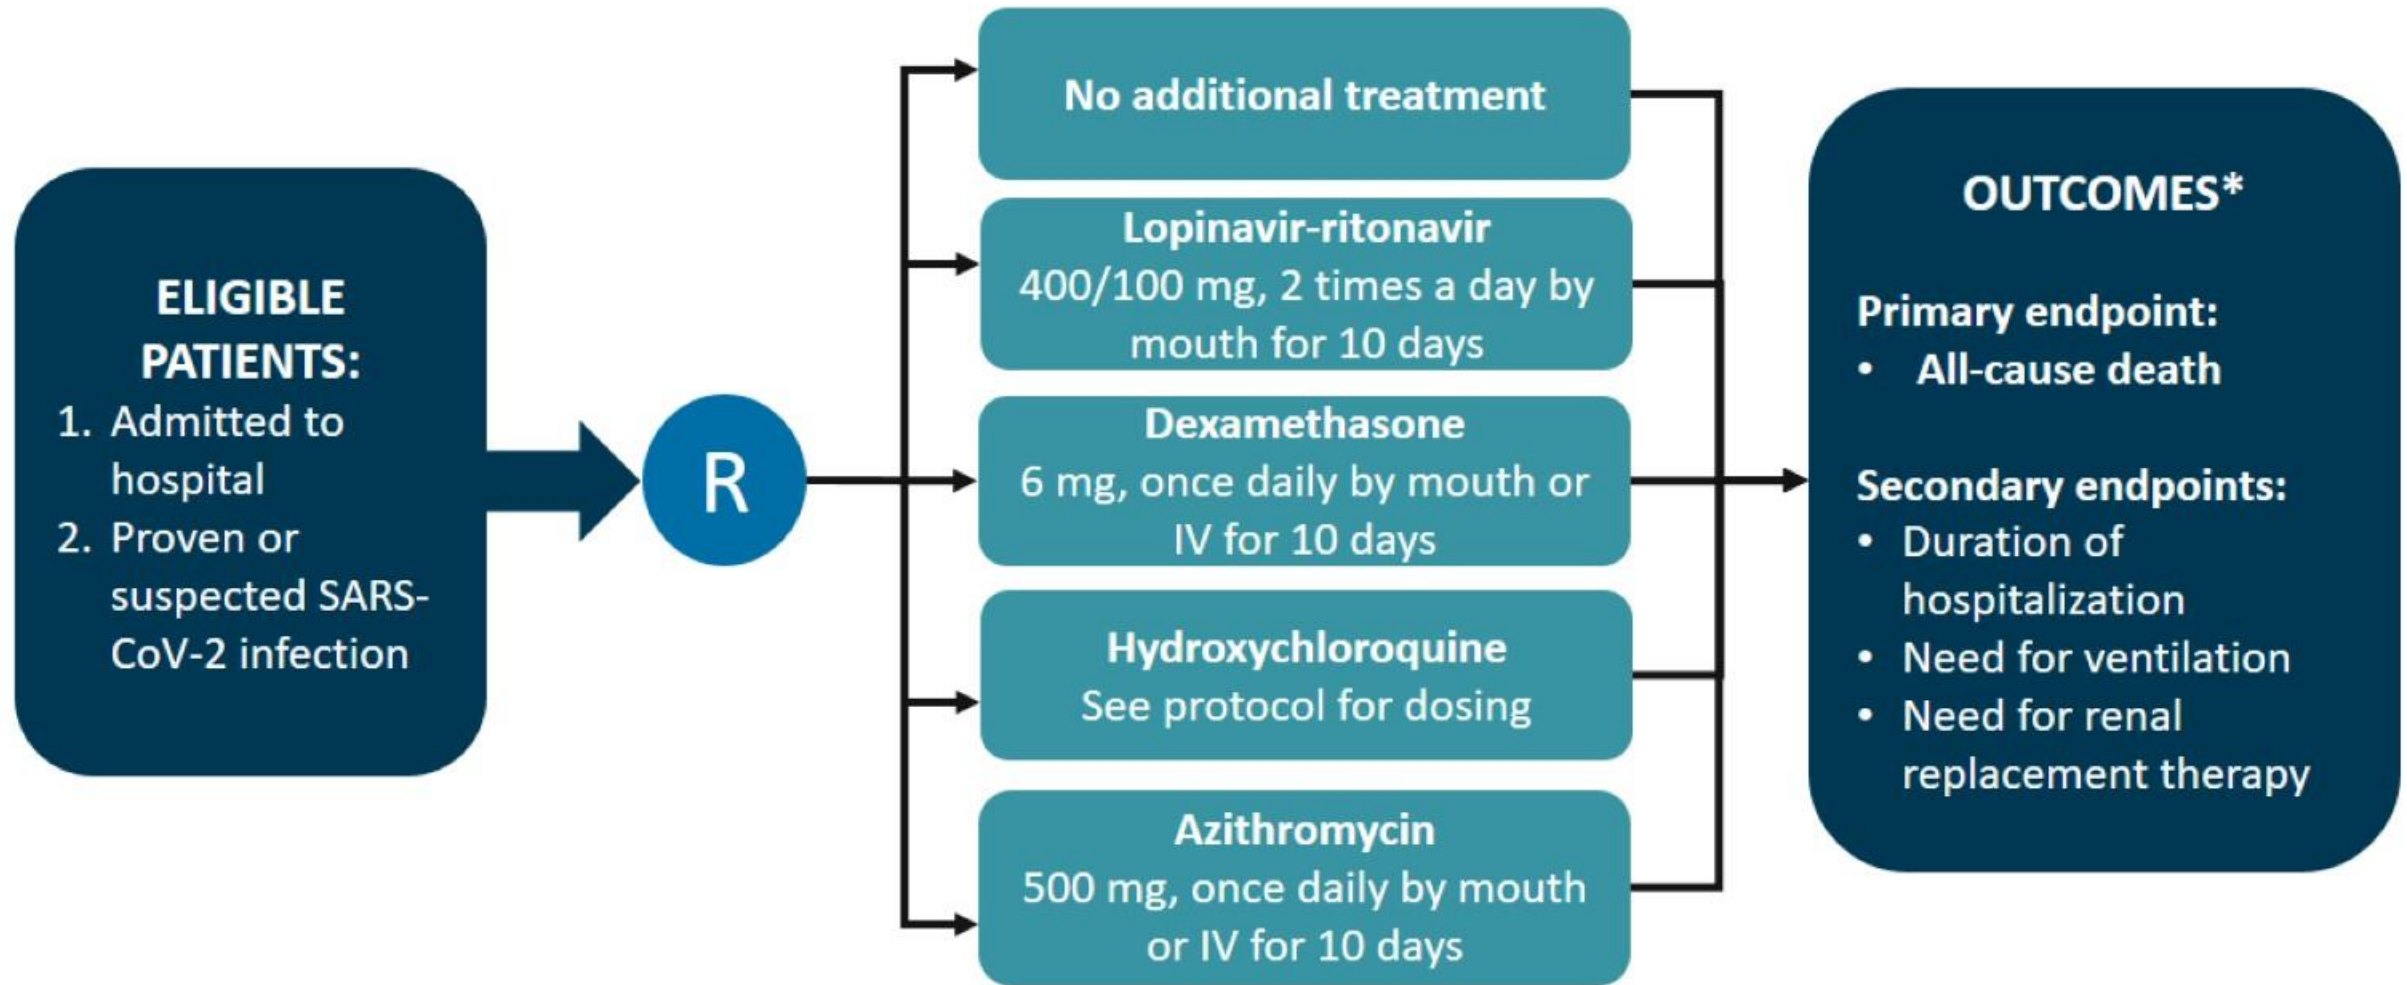 ELIGIBLE
PATIENTS:
1. Admitted to
hospital
2. Proven or
suspected SARS-
CoV-2 infection
R
No additional treatment
Lopinavir-ritonavir
400/100 mg, 2 times a day by
mouth for 10 days
Dexamethasone
6 mg, once daily by mouth or
IV for 10 days
Hydroxychloroquine
See protocol for dosing
Azithromycin
500 mg, once daily by mouth
or IV for 10 days
OUTCOMES*
Primary endpoint:
• All-cause death
Secondary endpoints:
• Duration of
hospitalization
• Need for ventilation
• Need for renal
replacement therapy